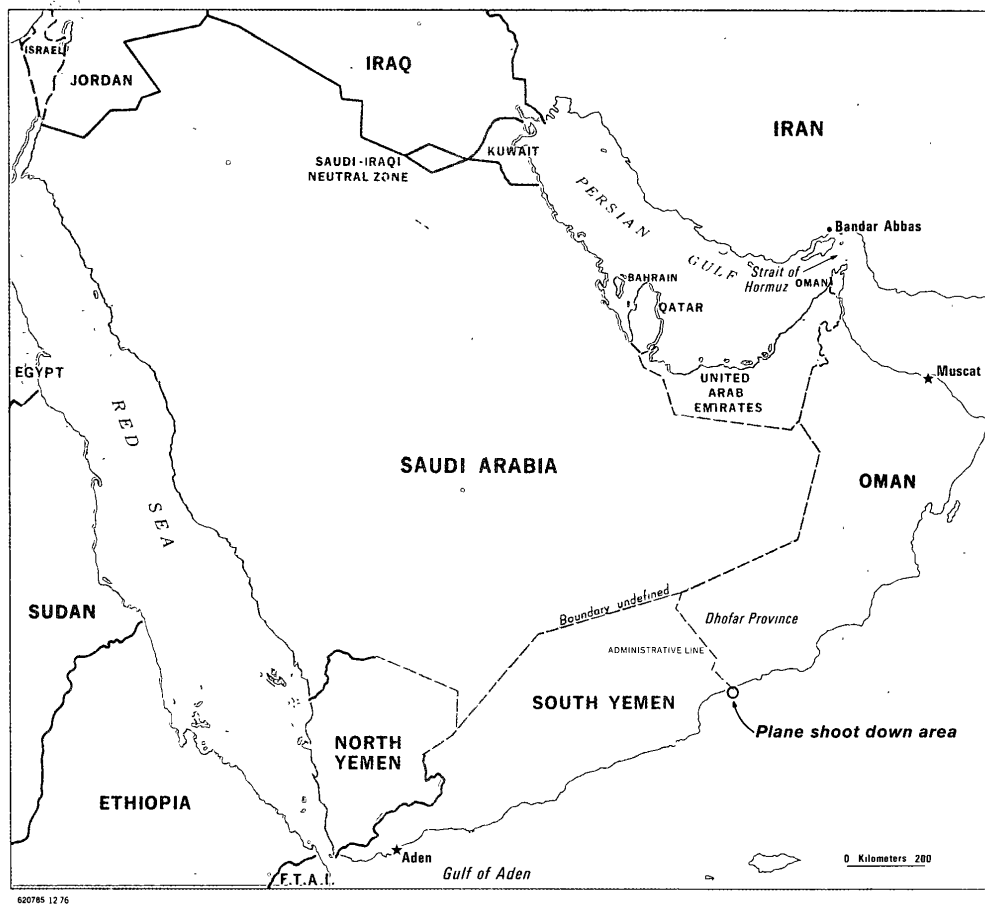 ISRAEL
JORDAN
IRAQ
IRAN
SAUDI-IRAQI
NEUTRAL ZONE
KUWAIT
PERSIAN
GULF
Bandar Abbas
Strait of
Hormuz
OMAN
BAHRAIN
QATAR
EGYPT
UNITED
ARAB
EMIRATES
Muscat
RED
SEA
SAUDI ARABIA
OMAN
SUDAN
Boundary undefined
Dhofar Province
ADMINISTRATIVE LINE
SOUTH YEMEN
Plane shoot down area
NORTH
YEMEN
ETHIOPIA
Aden
Gulf of Aden
F.T.A.I.
0 Kilometers 200
620785 12 76